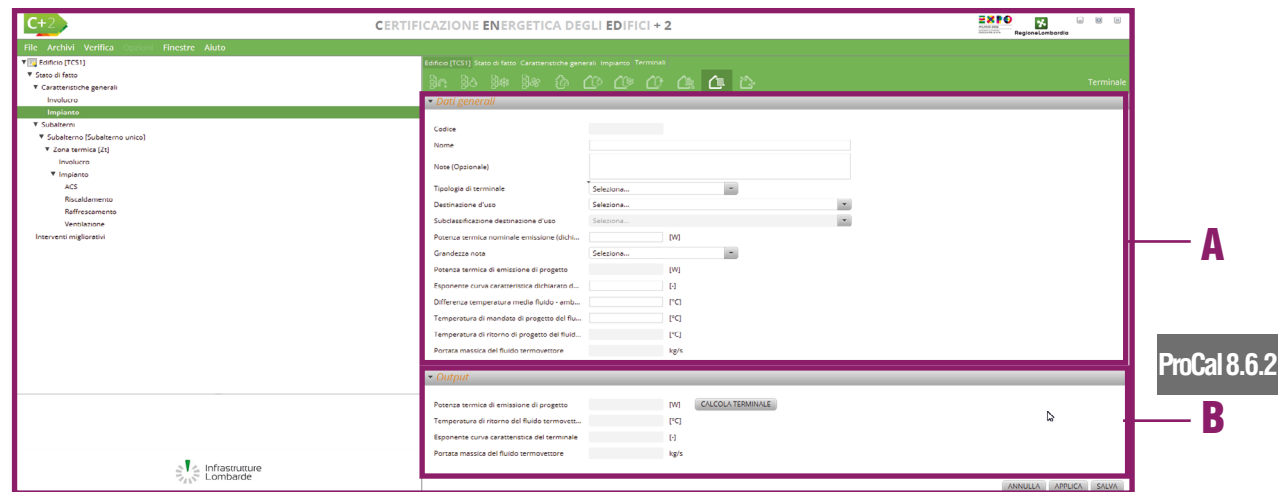 C+2
CERTIFICAZIONE ENERGETICA DEGLI EDIFICI + 2
EXPO
RegioneLombardia
File Archivi Verifica Opzioni Finestre Aiuto
Edificio [TCS1]
Stato di fatto
Caratteristiche generali
Involucro
Impianto
Subalterni
Subalterno [Subalterno unico]
Zona termica [Zt]
Involucro
Impianto
ACS
Riscaldamento
Raffrescamento
Ventilazione
Interventi migliorativi
Infrastrutture
Lombarde
Edificio [TCS1] Stato di fatto Caratteristiche generali Impianto Terminali
Terminale
Dati generali
Codice
Nome
Note (Opzionale)
Tipologia di terminale Seleziona...
Destinazione d'uso Seleziona...
Subclassificazione destinazione d'uso Seleziona...
Potenza termica nominale emissione (dichi... [W]
Grandezza nota Seleziona...
Potenza termica di emissione di progetto [W]
Esponente curva caratteristica dichiarato d... [-]
Differenza temperatura media fluido - amb... [°C]
Temperatura di mandata di progetto del flu... [°C]
Temperatura di ritorno di progetto del fluid... [°C]
Portata massica del fluido termovettore kg/s
A
Output
Potenza termica di emissione di progetto [W] CALCOLA TERMINALE
Temperatura di ritorno del fluido termovett... [°C]
Esponente curva caratteristica del terminale [-]
Portata massica del fluido termovettore kg/s
B
ANNULLA APPLICA SALVA
ProCal 8.6.2